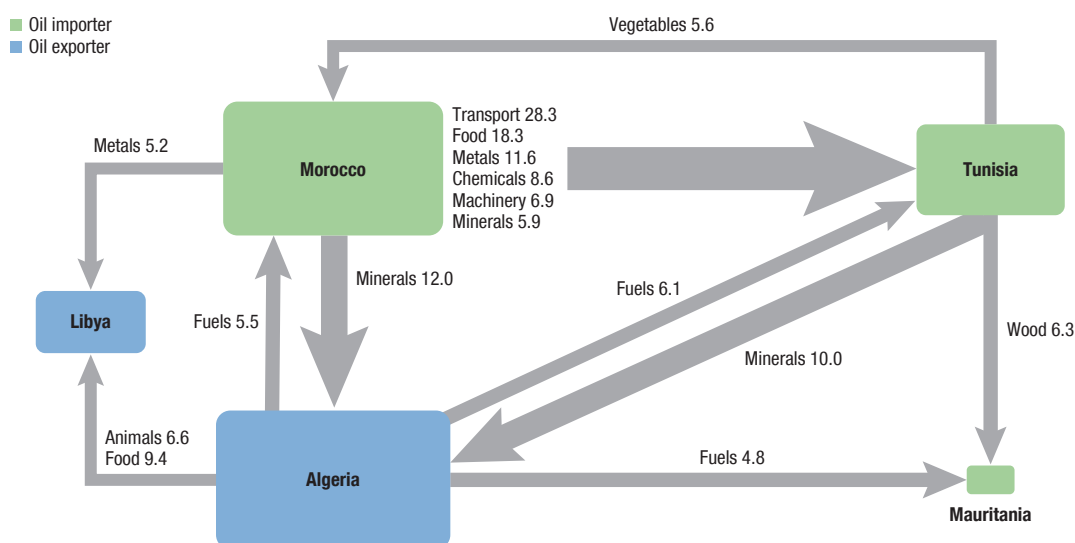 Oil importer
Oil exporter
Vegetables 5.6
Transport 28.3
Food 18.3
Metals 11.6
Chemicals 8.6
Machinery 6.9
Minerals 5.9
Metals 5.2
Morocco
Tunisia
Minerals 12.0
Fuels 6.1
Libya
Fuels 5.5
Wood 6.3
Minerals 10.0
Animals 6.6
Food 9.4
Fuels 4.8
Algeria
Mauritania